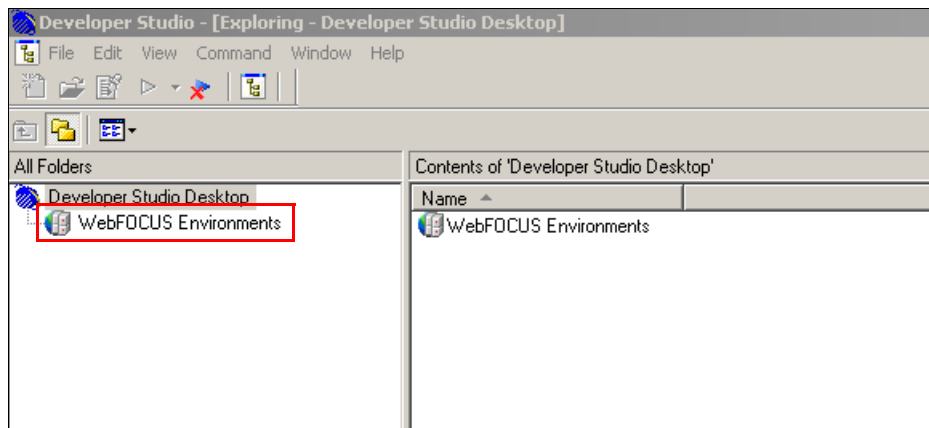 Developer Studio - [Exploring - Developer Studio Desktop]
File Edit View Command Window Help
All Folders
Contents of 'Developer Studio Desktop'
Developer Studio Desktop
Name
WebFOCUS Environments
WebFOCUS Environments